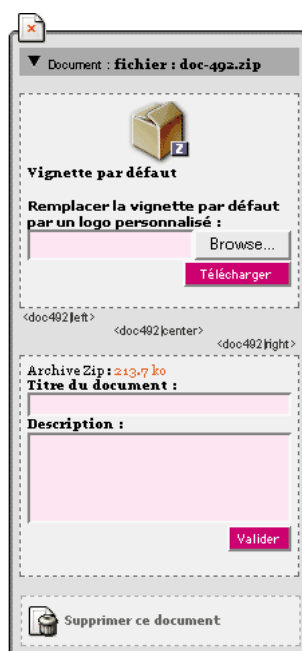 Document : fichier : doc-492.zip
Z
Vignette par défaut
Remplacer la vignette par défaut
par un logo personnalisé :
Browse...
Télécharger
<doc492|left>
<doc492|center>
<doc492|right>
Archive Zip : 213.7 ko
Titre du document :
Description :
Valider
Supprimer ce document